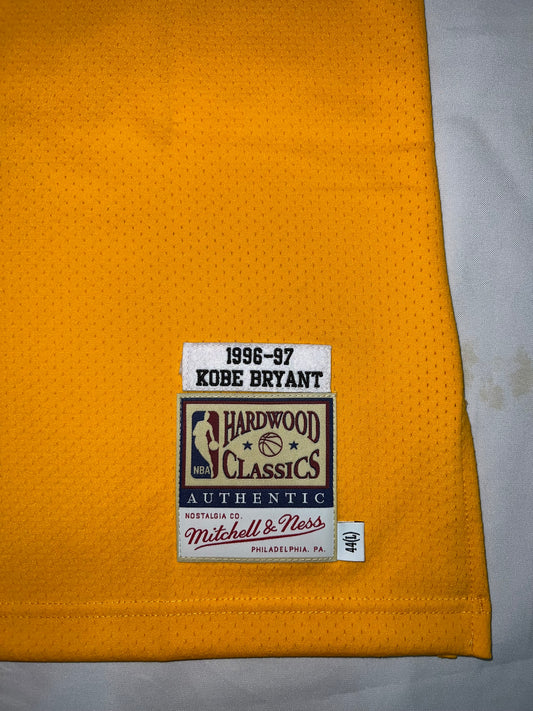 1996-97
KOBE BRYANT
NBA
HARDWOOD
CLASSICS
AUTHENTIC
NOSTALGIA CO.
Mitchell & Ness
PHILADELPHIA, PA.
44(L)